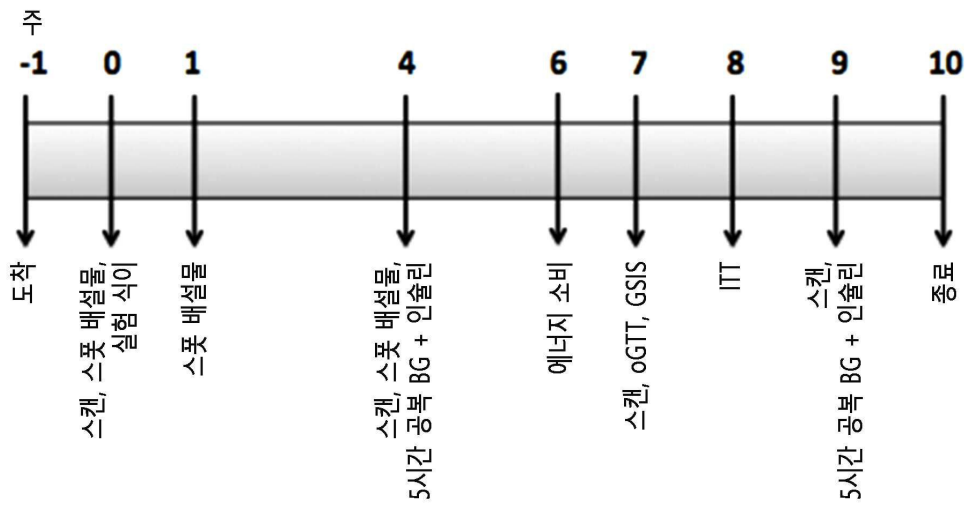 주
-1 0 1 4 6 7 8 9 10
도착
스캔, 스폿 배설물,
실험 식이
스폿 배설물
스캔, 스폿 배설물,
5시간 공복 BG + 인슐린
에너지 소비
스캔, oGTT, GSIS
ITT
스캔,
5시간 공복 BG + 인슐린
종료